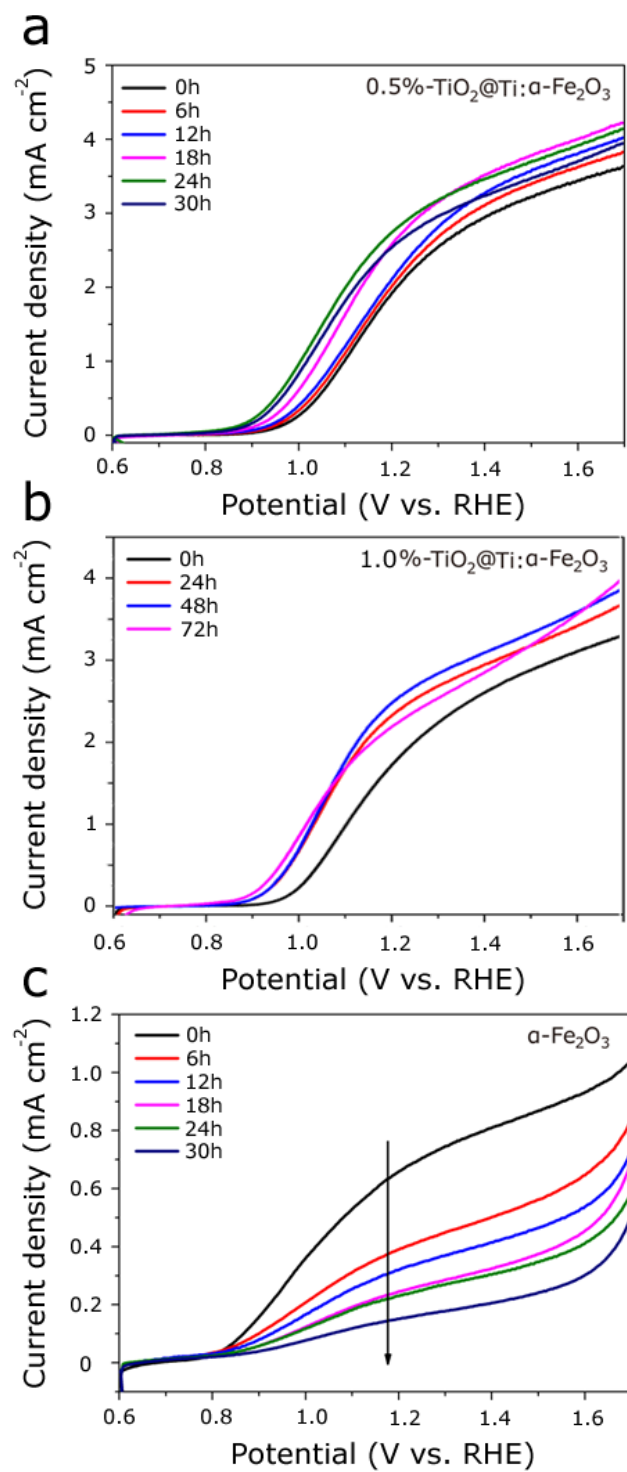 a
Current density (mA cm-2)
5
4
3
2
1
0
0h
6h
12h
18h
24h
30h
0.5%-TiO2@Ti:α-Fe2O3
0.6 0.8 1.0 1.2 1.4 1.6
Potential (V vs. RHE)
b
Current density (mA cm-2)
4
3
2
1
0
0h
24h
48h
72h
1.0%-TiO2@Ti:α-Fe2O3
0.6 0.8 1.0 1.2 1.4 1.6
Potential (V vs. RHE)
c
Current density (mA cm-2)
1.2
1.0
0.8
0.6
0.4
0.2
0
0h
6h
12h
18h
24h
30h
α-Fe2O3
0.6 0.8 1.0 1.2 1.4 1.6
Potential (V vs. RHE)